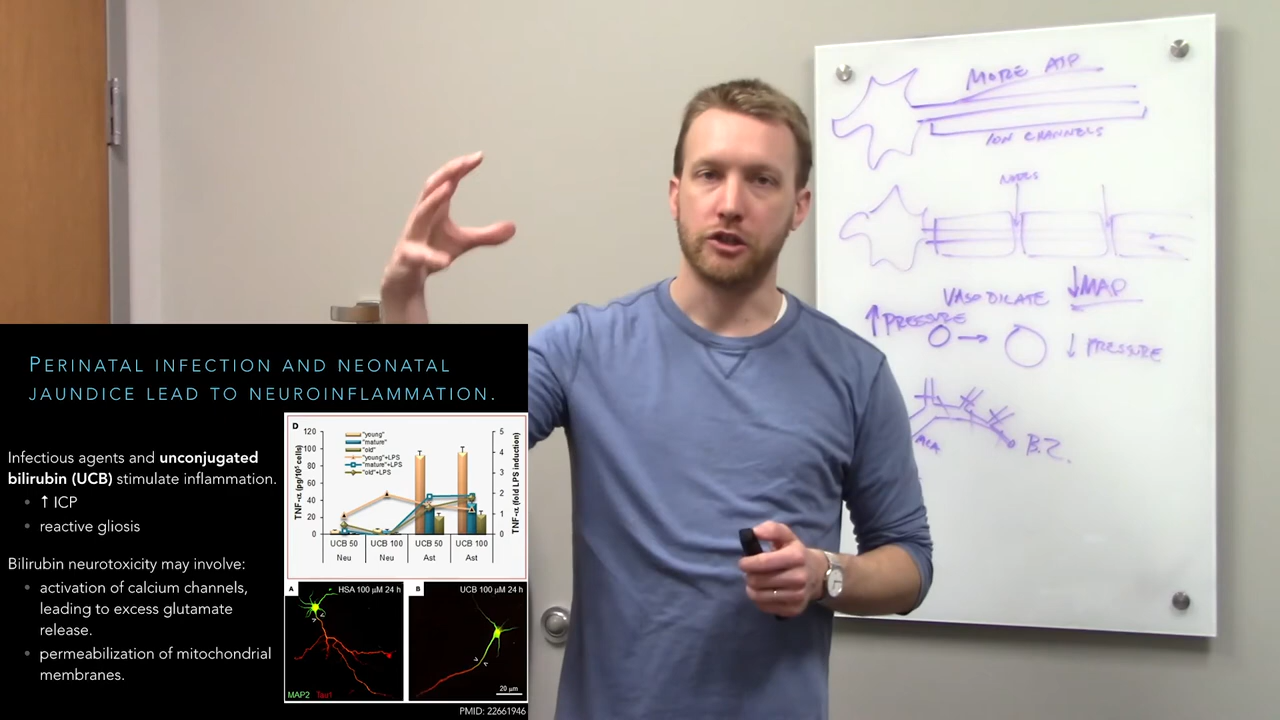 MORE ATP
ION CHANNELS
NODES
VASODILATE ↓MAP
↑PRESSURE
↓ PRESSURE
ACA
B.Z.
PERINATAL INFECTION AND NEONATAL
JAUNDICE LEAD TO NEUROINFLAMMATION.
Infectious agents and unconjugated
bilirubin (UCB) stimulate inflammation.
• ↑ ICP
• reactive gliosis
Bilirubin neurotoxicity may involve:
• activation of calcium channels,
leading to excess glutamate
release.
• permeabilization of mitochondrial
membranes.
D
TNF-α (pg/10⁵ cells)
120
100
80
60
40
20
0
"young"
"mature"
"old"
"young"+LPS
"mature"+LPS
"old"+LPS
5
4
3
2
1
0
TNF-α (fold LPS induction)
UCB 50 UCB 100 UCB 50 UCB 100
Neu Neu Ast Ast
A HSA 100 μM 24 h
MAP2 Tau1
B UCB 100 μM 24 h
20 μm
PMID: 22661946